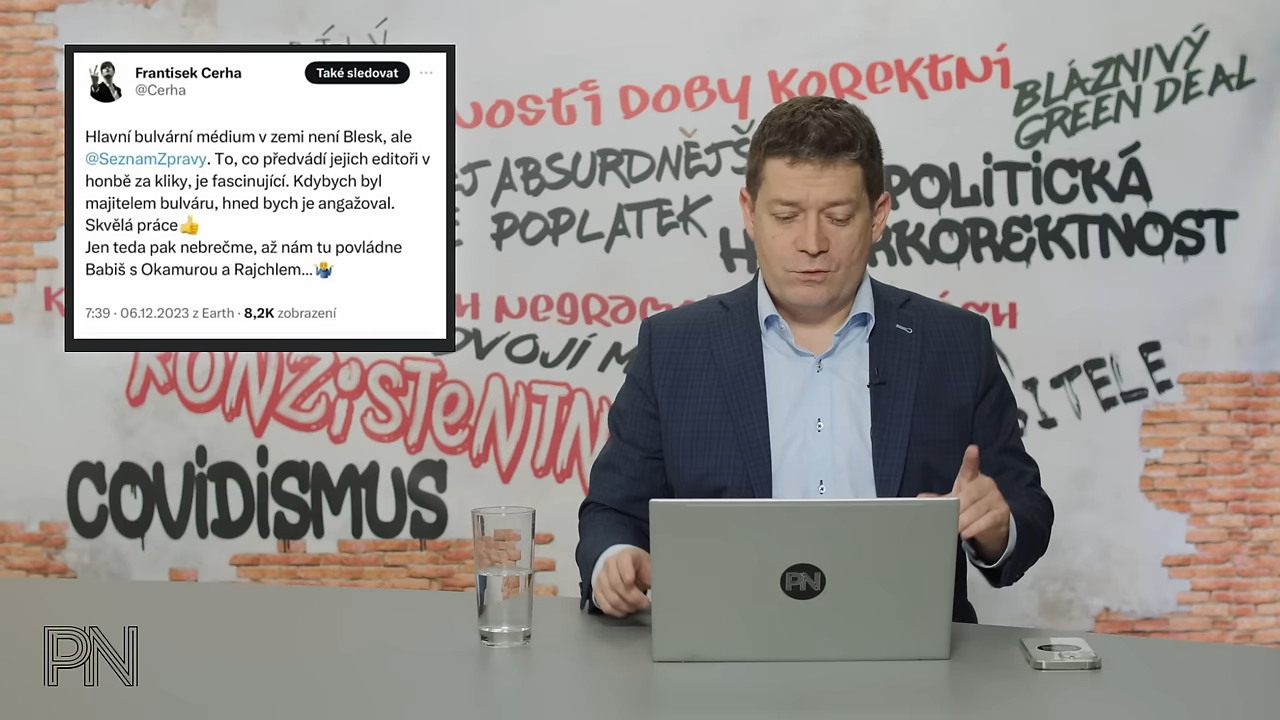 Frantisek Cerha
@Cerha
Také sledovat
Hlavní bulvární médium v zemi není Blesk, ale
@SeznamZpravy. To, co předvádí jejich editoři v
honbě za kliky, je fascinující. Kdybych byl
majitelem bulváru, hned bych je angažoval.
Skvělá práce👍
Jen teda pak nebrečme, až nám tu povládne
Babiš s Okamurou a Rajchlem...🤷‍♂️
7:39 · 06.12.2023 z Earth · 8,2K zobrazení
DOBY KOREKTNÍ
BLÁZNIVÝ
GREEN DEAL
POLITICKÁ
POPLATEK
COVIDISMUS
PN
PN